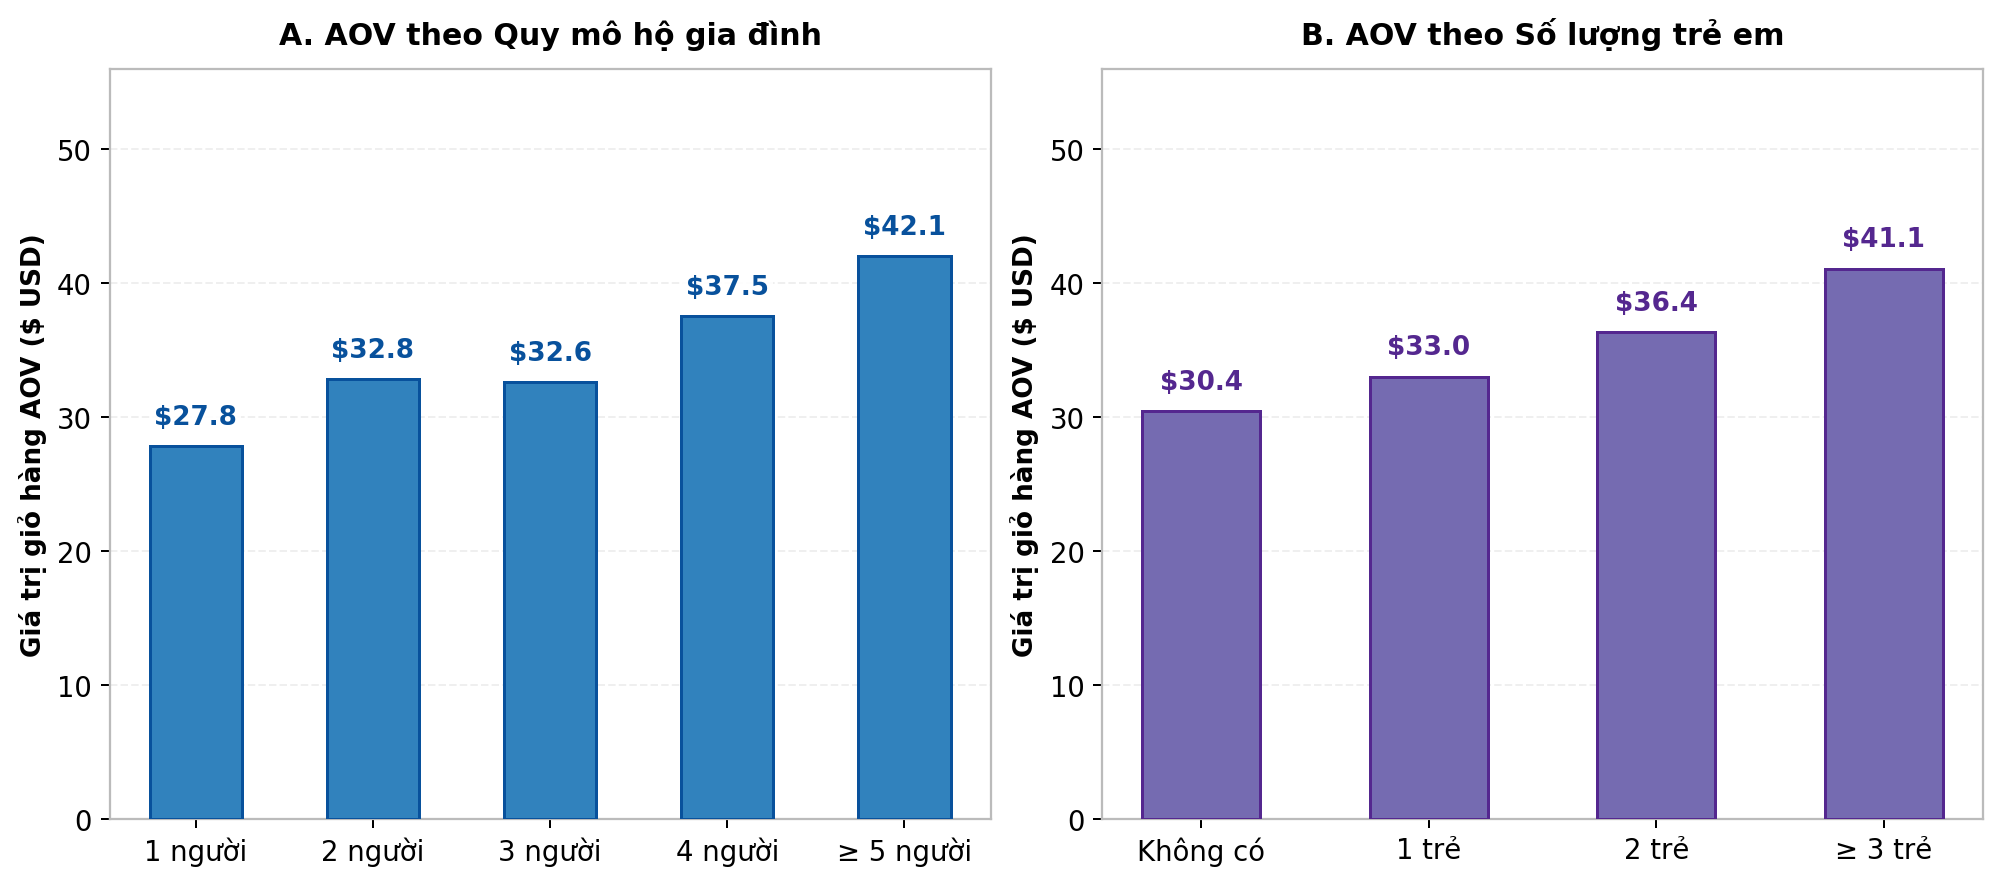 A. AOV theo Quy mô hộ gia đình
Giá trị giỏ hàng AOV ($ USD)
50
40
30
20
10
0
$27.8
$32.8
$32.6
$37.5
$42.1
1 người
2 người
3 người
4 người
≥ 5 người
B. AOV theo Số lượng trẻ em
Giá trị giỏ hàng AOV ($ USD)
50
40
30
20
10
0
$30.4
$33.0
$36.4
$41.1
Không có
1 trẻ
2 trẻ
≥ 3 trẻ